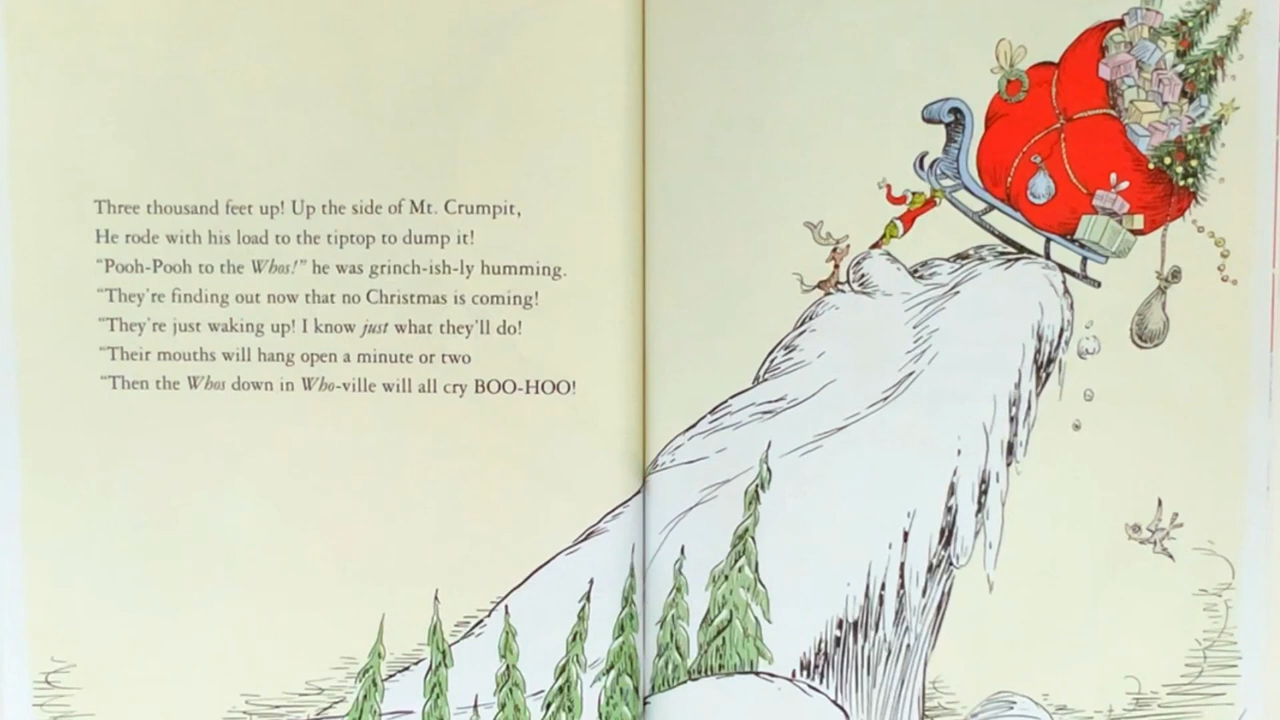 Three thousand feet up! Up the side of Mt. Crumpit,
He rode with his load to the tiptop to dump it!
“Pooh-Pooh to the Whos!” he was grinch-ish-ly humming.
“They’re finding out now that no Christmas is coming!
“They’re just waking up! I know just what they’ll do!
“Their mouths will hang open a minute or two
“Then the Whos down in Who-ville will all cry BOO-HOO!